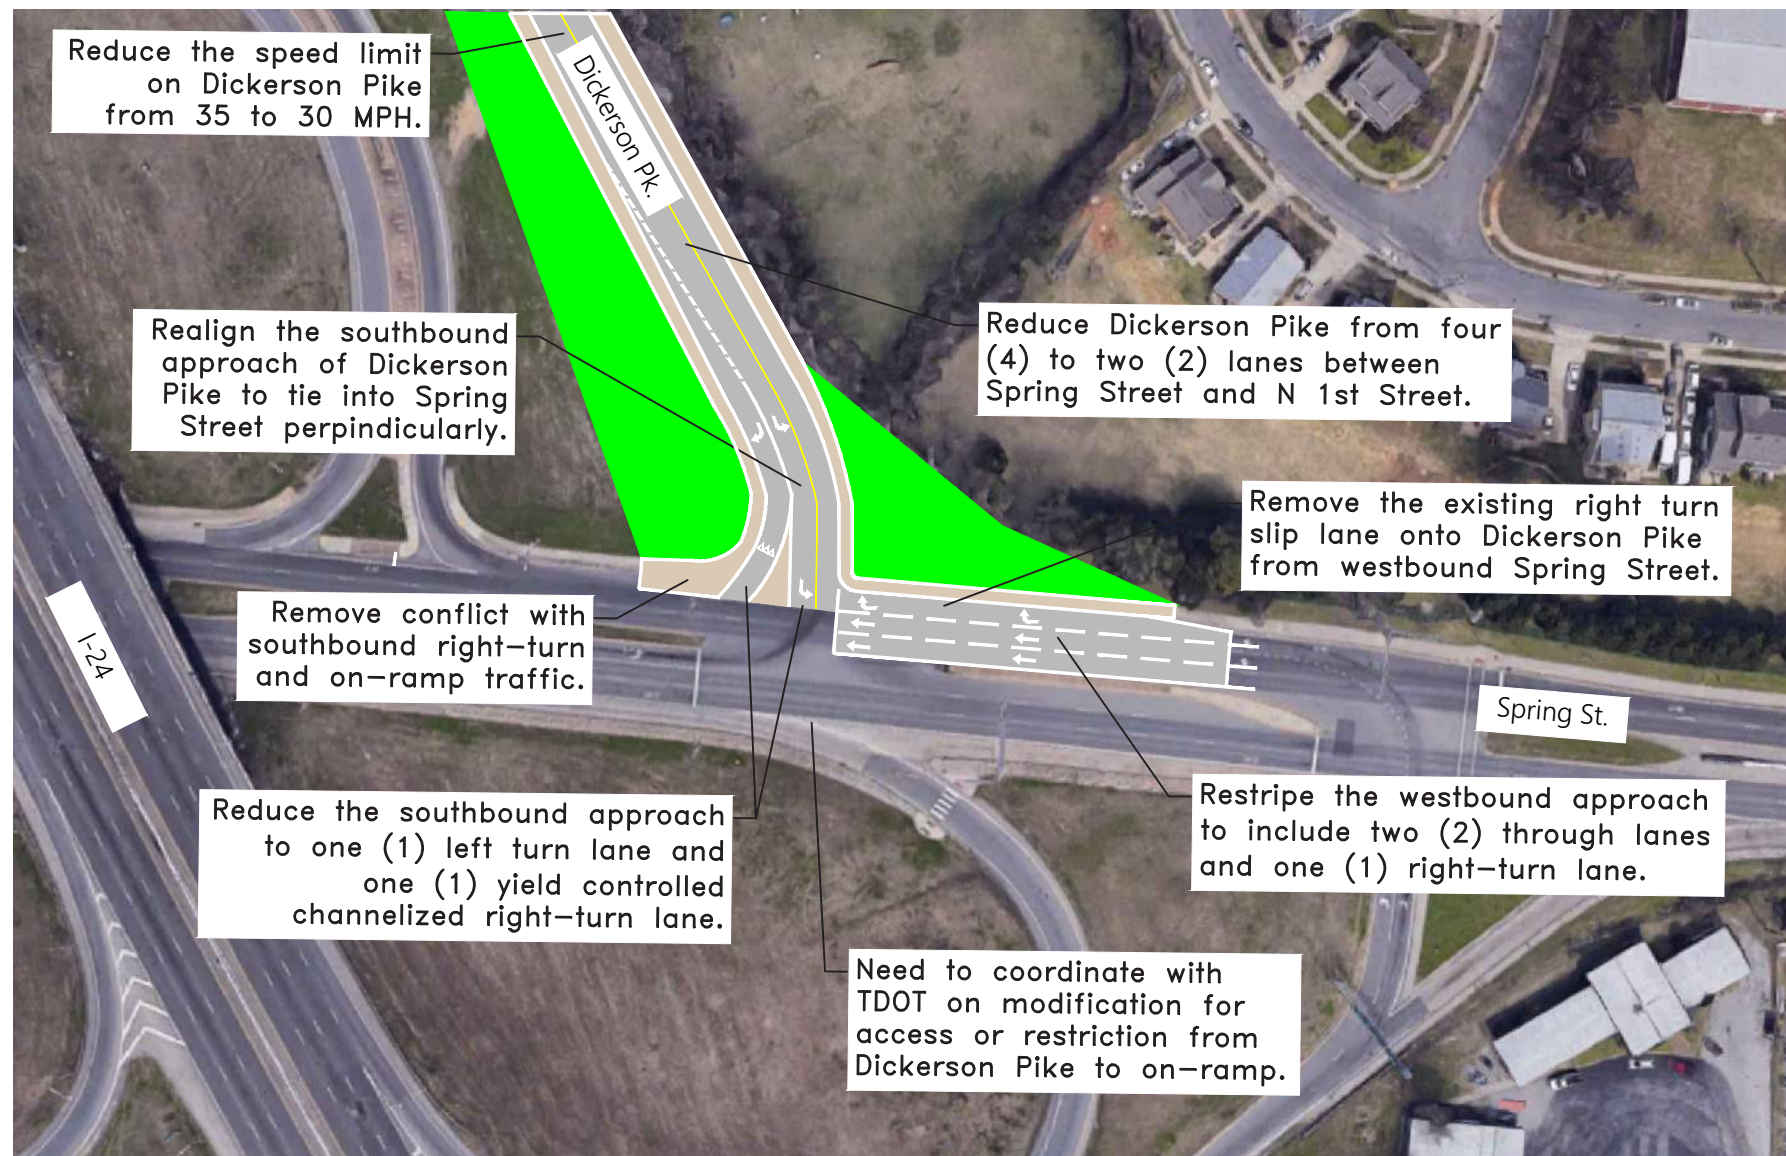 Reduce the speed limit
on Dickerson Pike
from 35 to 30 MPH.
Dickerson Pk.
Realign the southbound
approach of Dickerson
Pike to tie into Spring
Street perpindicularly.
Reduce Dickerson Pike from four
(4) to two (2) lanes between
Spring Street and N 1st Street.
Remove the existing right turn
slip lane onto Dickerson Pike
from westbound Spring Street.
Remove conflict with
southbound right-turn
and on-ramp traffic.
I-24
Spring St.
Reduce the southbound approach
to one (1) left turn lane and
one (1) yield controlled
channelized right-turn lane.
Restripe the westbound approach
to include two (2) through lanes
and one (1) right-turn lane.
Need to coordinate with
TDOT on modification for
access or restriction from
Dickerson Pike to on-ramp.